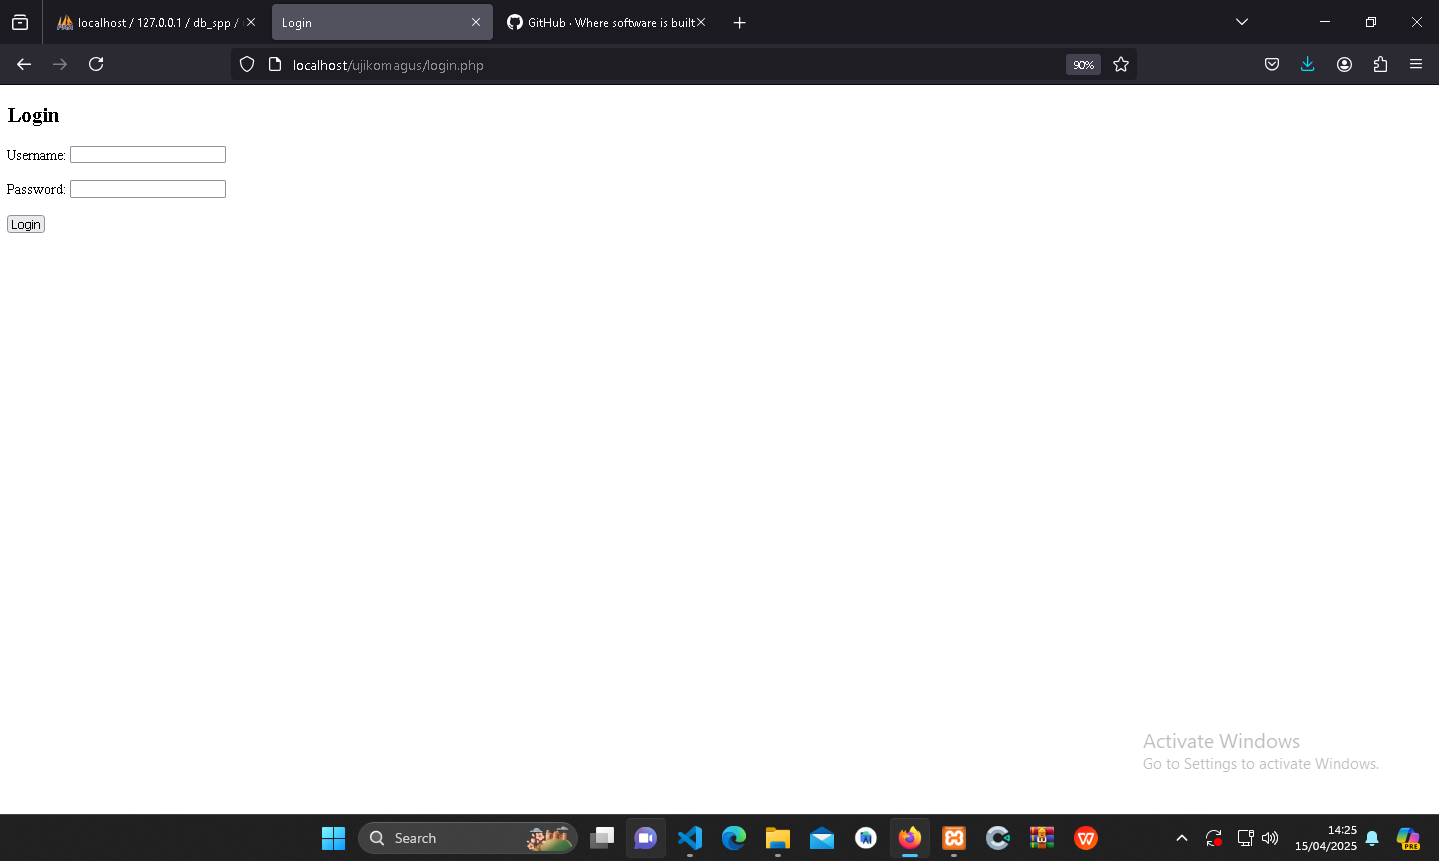 localhost / 127.0.0.1 / db_spp /
Login
GitHub · Where software is built
localhost/ujikomagus/login.php
90%
Login
Username:
Password:
Login
Activate Windows
Go to Settings to activate Windows.
Search
14:25
15/04/2025
PRE